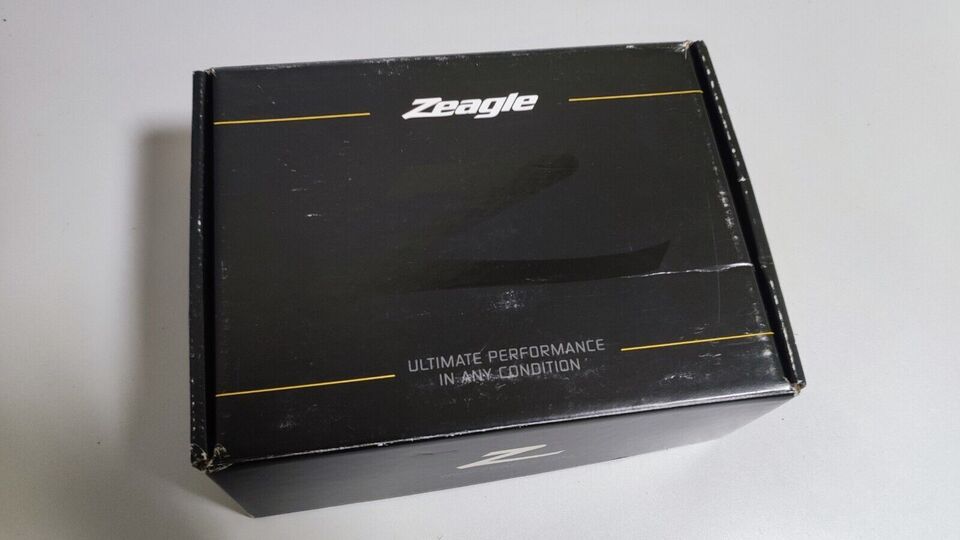 Zeagle
ULTIMATE PERFORMANCE
IN ANY CONDITION
Z